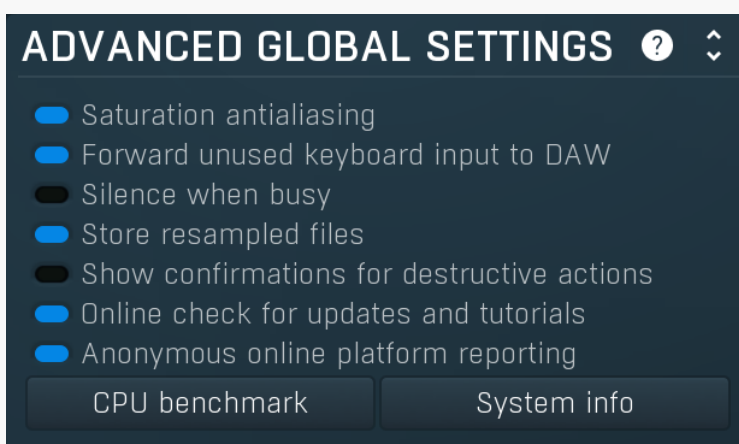 ADVANCED GLOBAL SETTINGS ?
Saturation antialiasing
Forward unused keyboard input to DAW
Silence when busy
Store resampled files
Show confirmations for destructive actions
Online check for updates and tutorials
Anonymous online platform reporting
CPU benchmark System info